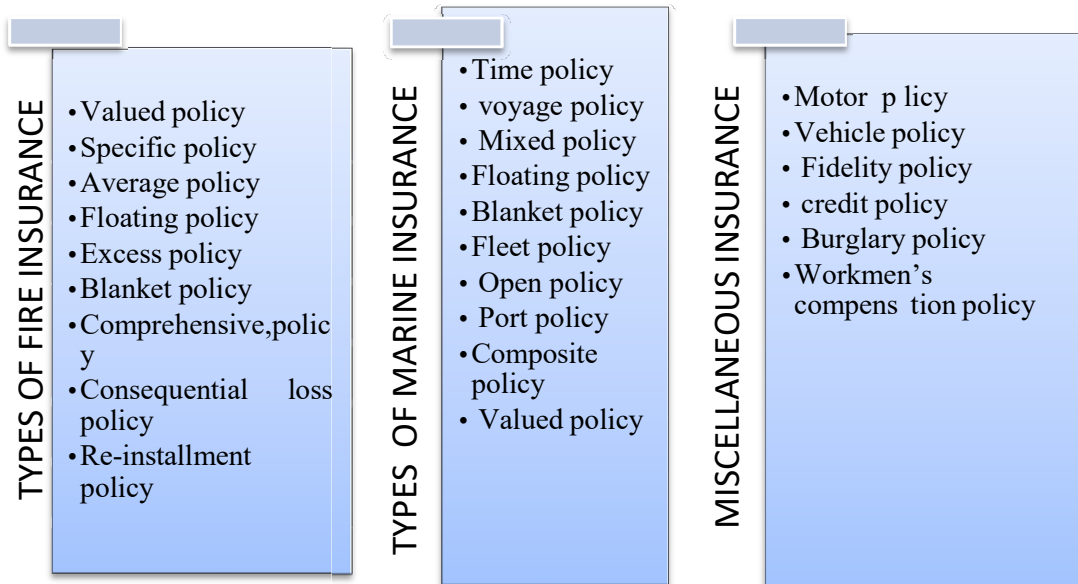 TYPES OF FIRE INSURANCE
•Valued policy
•Specific policy
•Average policy
•Floating policy
•Excess policy
•Blanket policy
•Comprehensive,polic
y
•Consequential loss
policy
•Re-installment
policy
TYPES OF MARINE INSURANCE
•Time policy
• voyage policy
• Mixed policy
•Floating policy
•Blanket policy
•Fleet policy
• Open policy
• Port policy
•Composite
policy
• Valued policy
MISCELLANEOUS INSURANCE
•Motor p licy
•Vehicle policy
• Fidelity policy
• credit policy
• Burglary policy
•Workmen’s
compens tion policy